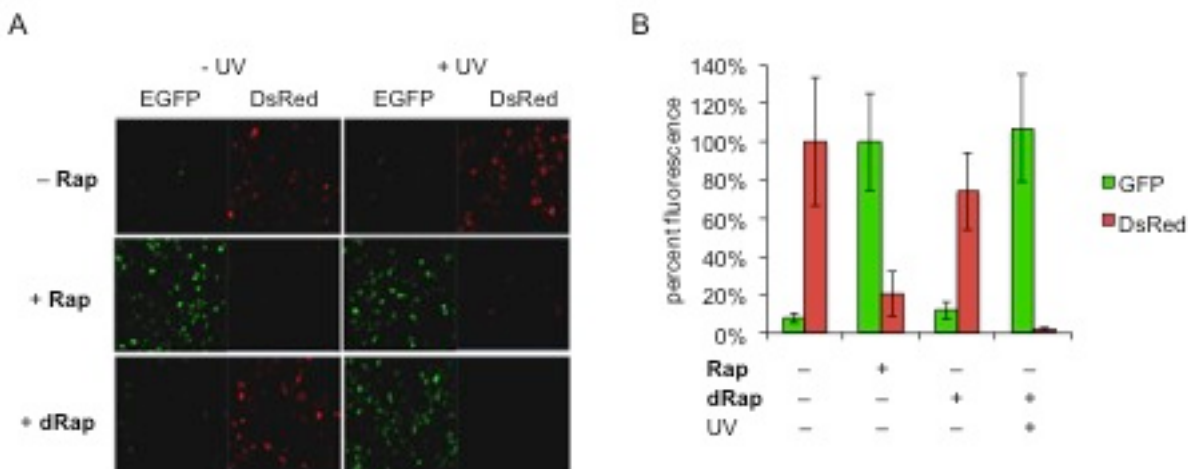 A
- UV + UV
EGFP DsRed EGFP DsRed
– Rap
+ Rap
+ dRap
B
percent fluorescence
140%
120%
100%
80%
60%
40%
20%
0%
GFP
DsRed
Rap – + – –
dRap – – + +
UV – – – +